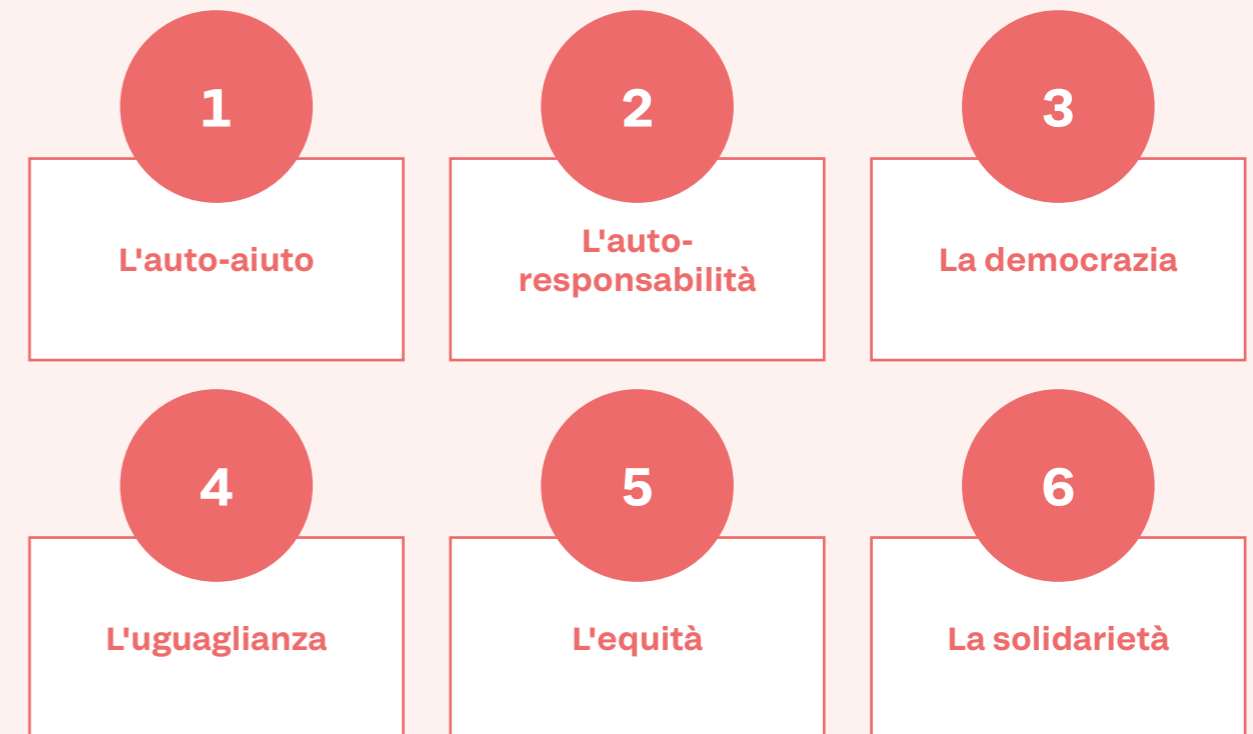 1
L'auto-aiuto
2
L'auto-
responsabilità
3
La democrazia
4
L'uguaglianza
5
L'equità
6
La solidarietà